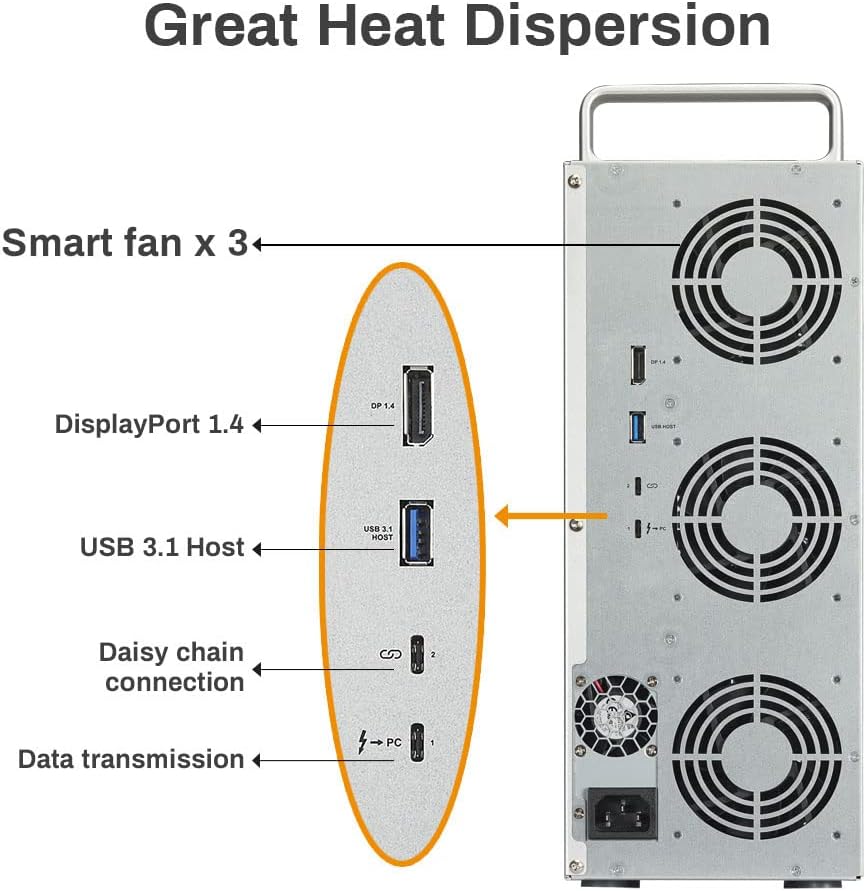 Great Heat Dispersion
Smart fan x 3
DisplayPort 1.4
DP 1.4
USB 3.1 Host
USB 3.1
HOST
Daisy chain
connection
2
Data transmission
PC 1
DP 1.4
USB HOST
2
1 PC